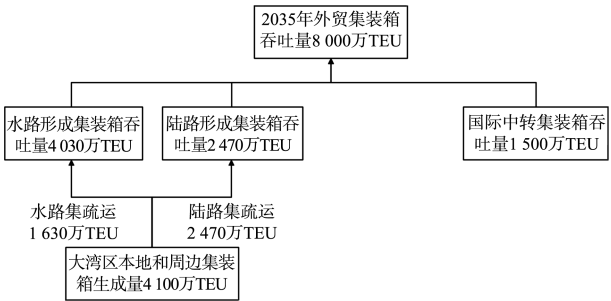 2035年外贸集装箱
吞吐量8 000万TEU
水路形成集装箱吞
吐量4 030万TEU
陆路形成集装箱吞
吐量2 470万TEU
国际中转集装箱吞
吐量1 500万TEU
水路集疏运
1 630万TEU
陆路集疏运
2 470万TEU
大湾区本地和周边集装
箱生成量4 100万TEU